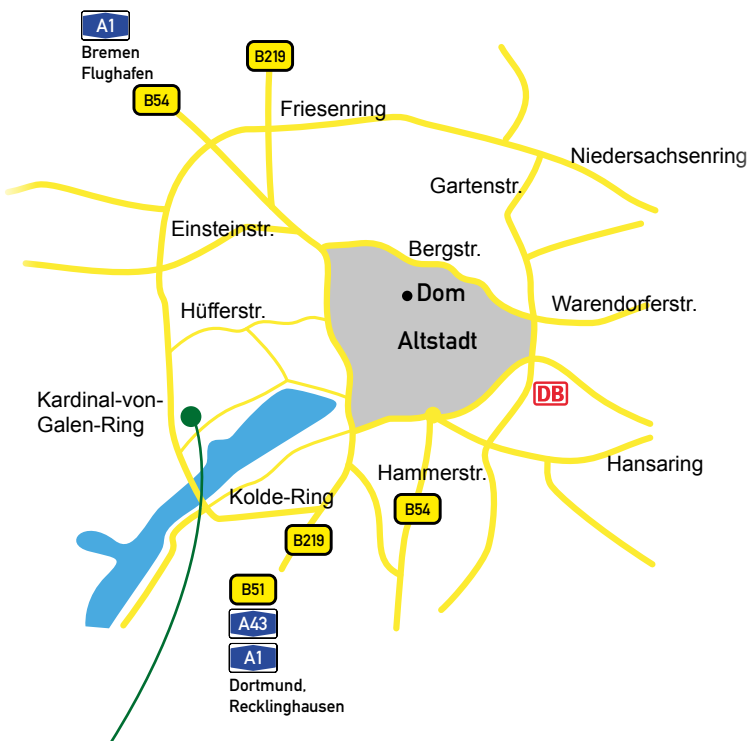 A1
Bremen
Flughafen
B219
B54
Friesenring
Niedersachsenring
Gartenstr.
Einsteinstr.
Bergstr.
Dom
Warendorferstr.
Hüfferstr.
Altstadt
DB
Kardinal-von-
Galen-Ring
Hansaring
Hammerstr.
Kolde-Ring
B54
B219
B51
A43
A1
Dortmund,
Recklinghausen